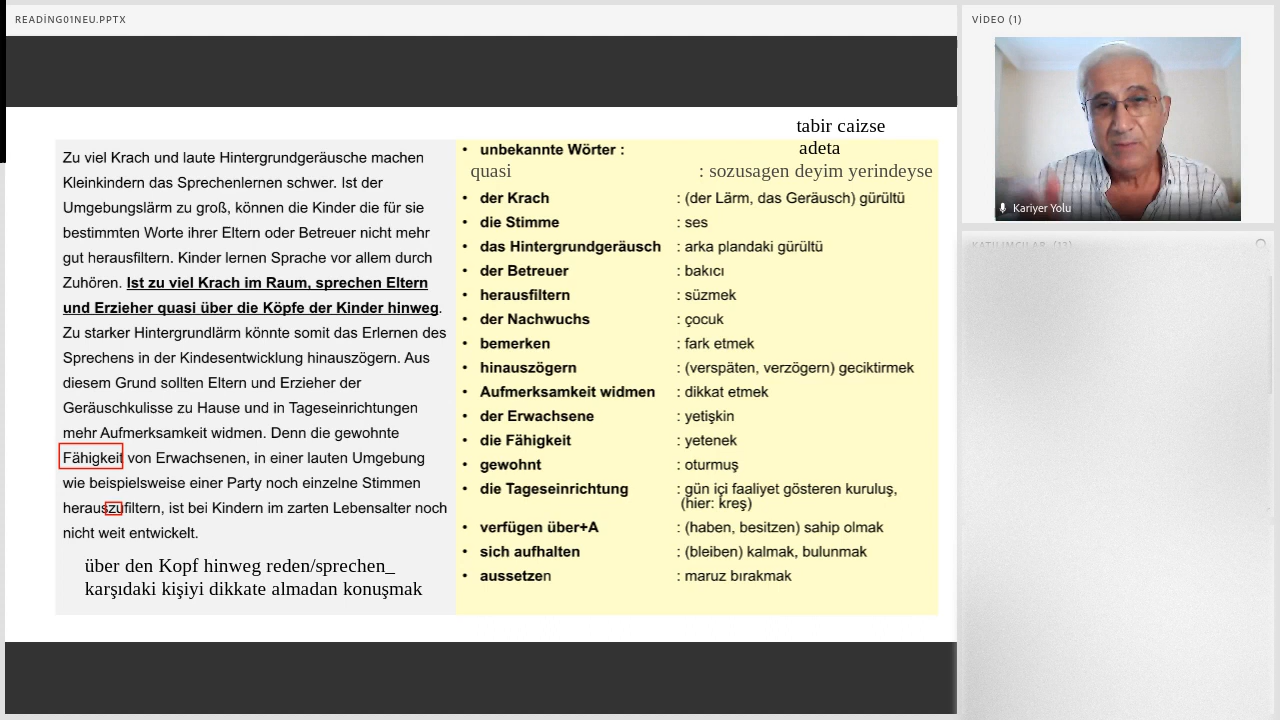 READİNG01NEU.PPTX
Zu viel Krach und laute Hintergrundgeräusche machen
Kleinkindern das Sprechenlernen schwer. Ist der
Umgebungslärm zu groß, können die Kinder die für sie
bestimmten Worte ihrer Eltern oder Betreuer nicht mehr
gut herausfiltern. Kinder lernen Sprache vor allem durch
Zuhören. Ist zu viel Krach im Raum, sprechen Eltern
und Erzieher quasi über die Köpfe der Kinder hinweg.
Zu starker Hintergrundlärm könnte somit das Erlernen des
Sprechens in der Kindesentwicklung hinauszögern. Aus
diesem Grund sollten Eltern und Erzieher der
Geräuschkulisse zu Hause und in Tageseinrichtungen
mehr Aufmerksamkeit widmen. Denn die gewohnte
Fähigkeit von Erwachsenen, in einer lauten Umgebung
wie beispielsweise einer Party noch einzelne Stimmen
herauszufiltern, ist bei Kindern im zarten Lebensalter noch
nicht weit entwickelt.
über den Kopf hinweg reden/sprechen_
karşıdaki kişiyi dikkate almadan konuşmak
tabir caizse
• unbekannte Wörter : adeta
quasi : sozusagen deyim yerindeyse
• der Krach : (der Lärm, das Geräusch) gürültü
• die Stimme : ses
• das Hintergrundgeräusch : arka plandaki gürültü
• der Betreuer : bakıcı
• herausfiltern : süzmek
• der Nachwuchs : çocuk
• bemerken : fark etmek
• hinauszögern : (verspäten, verzögern) geciktirmek
• Aufmerksamkeit widmen : dikkat etmek
• der Erwachsene : yetişkin
• die Fähigkeit : yetenek
• gewohnt : oturmuş
• die Tageseinrichtung : gün içi faaliyet gösteren kuruluş,
(hier: kreş)
• verfügen über+A : (haben, besitzen) sahip olmak
• sich aufhalten : (bleiben) kalmak, bulunmak
• aussetzen : maruz bırakmak
VİDEO (1)
Kariyer Yolu
KATILIMCILAR (13)